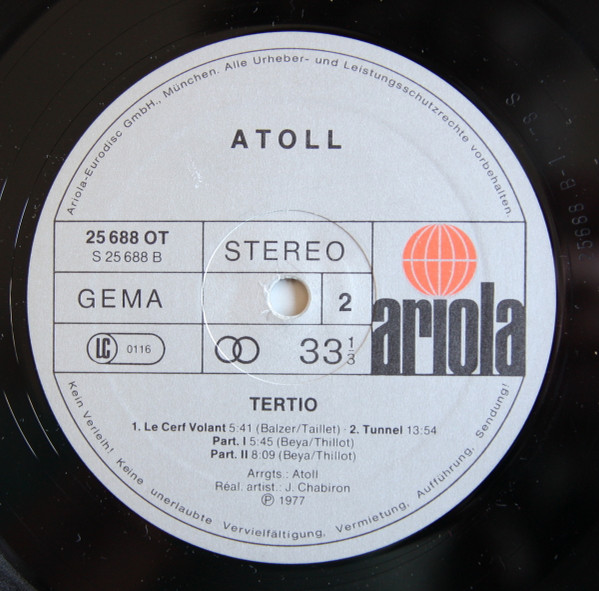 Ariola-Eurodisc GmbH., München. Alle Urheber- und Leistungsschutzrechte vorbehalten.
ATOLL
25 688 OT
S 25 688 B
STEREO
GEMA
2
ariola
LC 0116
33 1/3
TERTIO
1. Le Cerf Volant 5:41 (Balzer/Taillet) · 2. Tunnel 13:54
Part. I 5:45 (Beya/Thillot)
Part. II 8:09 (Beya/Thillot)
Arrgts.: Atoll
Réal. artist.: J. Chabiron
Ⓟ 1977
Kein Verleih! Keine unerlaubte Vervielfältigung, Vermietung, Aufführung, Sendung!